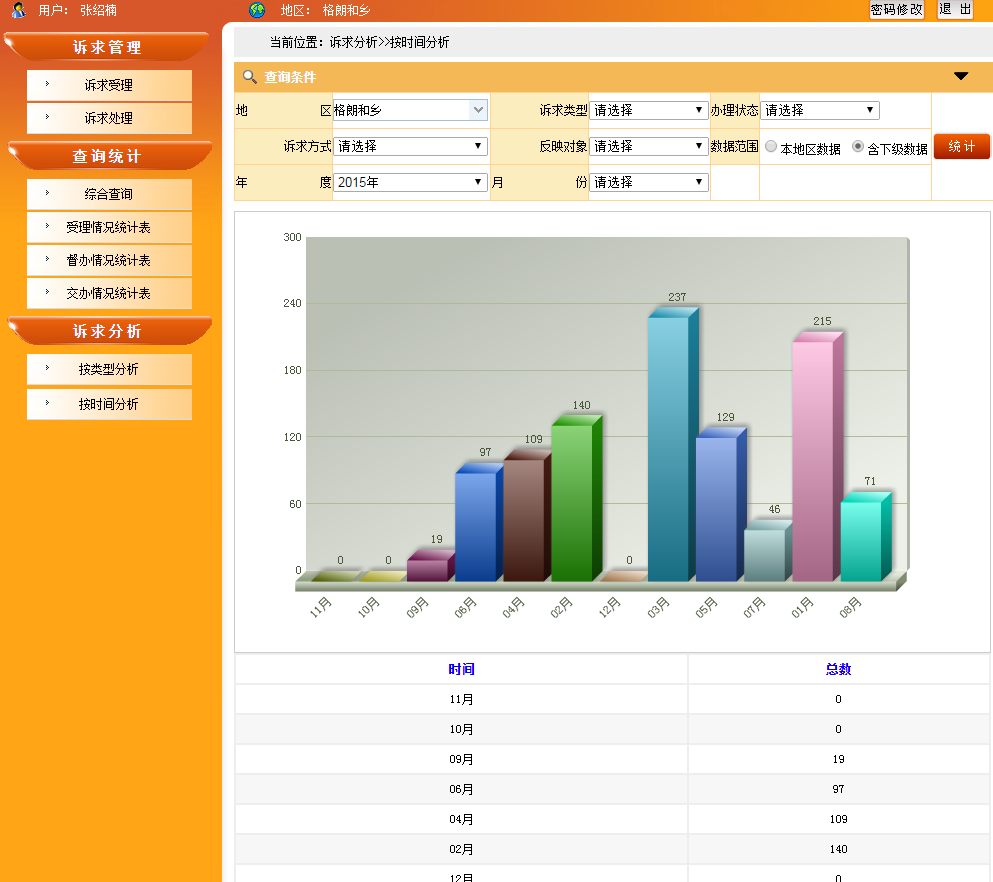 用户： 张绍楠
地区： 格朗和乡
密码修改
退 出
诉求管理
诉求受理
诉求处理
查询统计
综合查询
受理情况统计表
督办情况统计表
交办情况统计表
诉求分析
按类型分析
按时间分析
当前位置：诉求分析>>按时间分析
查询条件
地 区 格朗和乡 诉求类型 请选择 办理状态 请选择
诉求方式 请选择 反映对象 请选择 数据范围 本地区数据 含下级数据 统计
年 度 2015年 月 份 请选择
300
240
180
120
60
0
0
0
19
97
109
140
0
237
129
46
215
71
11月
10月
09月
06月
04月
02月
12月
03月
05月
07月
01月
08月
时间 总数
11月 0
10月 0
09月 19
06月 97
04月 109
02月 140
12月 0